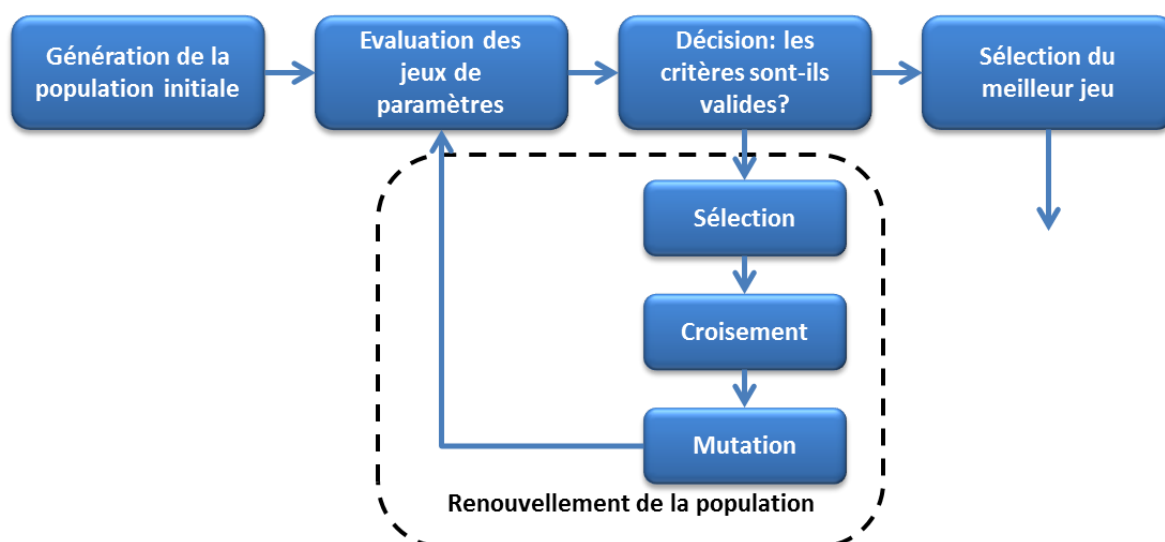 Génération de la
population initiale
Evaluation des
jeux de
paramètres
Décision: les
critères sont-ils
valides?
Sélection du
meilleur jeu
Sélection
Croisement
Mutation
Renouvellement de la population